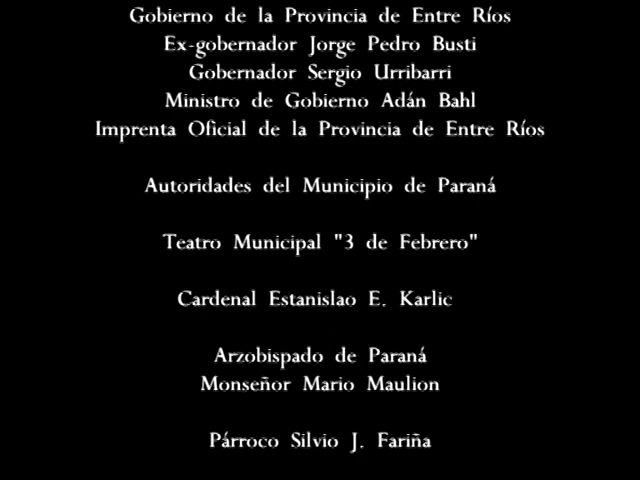 Gobierno de la Provincia de Entre Ríos
Ex-gobernador Jorge Pedro Busti
Gobernador Sergio Urribarri
Ministro de Gobierno Adán Bahl
Imprenta Oficial de la Provincia de Entre Ríos
Autoridades del Municipio de Paraná
Teatro Municipal "3 de Febrero"
Cardenal Estanislao E. Karlic
Arzobispado de Paraná
Monseñor Mario Maulion
Párroco Silvio J. Fariña